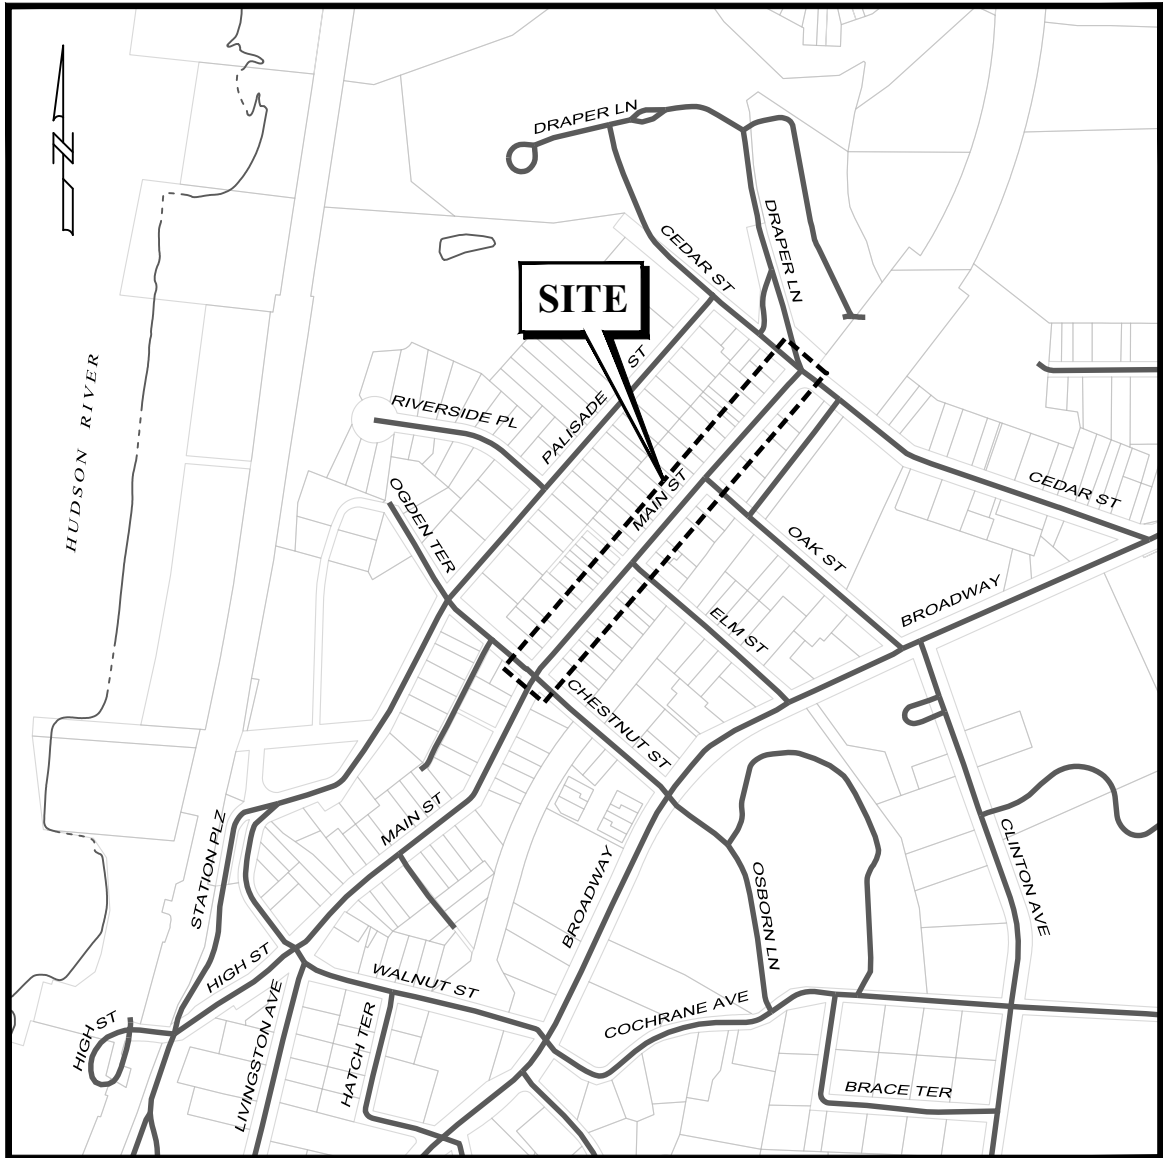 DRAPER LN
DRAPER LN
CEDAR ST
SITE
HUDSON RIVER
PALISADE ST
RIVERSIDE PL
OGDEN TER
MAIN ST
CEDAR ST
OAK ST
BROADWAY
ELM ST
CHESTNUT ST
MAIN ST
STATION PLZ
CLINTON AVE
BROADWAY
OSBORN LN
HIGH ST
WALNUT ST
COCHRANE AVE
HIGH ST
LIVINGSTON AVE
HATCH TER
BRACE TER
N